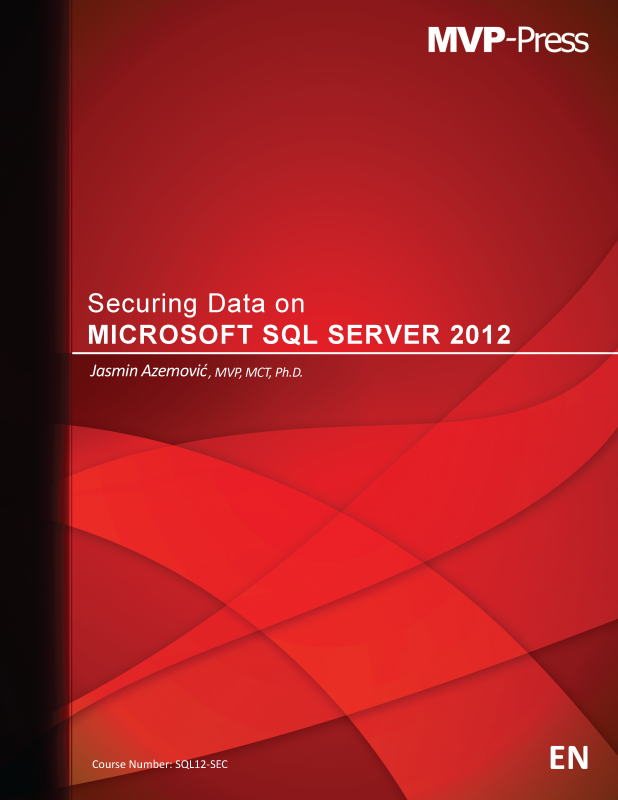 MVP-Press
Securing Data on
MICROSOFT SQL SERVER 2012
Jasmin Azemović, MVP, MCT, Ph.D.
Course Number: SQL12-SEC
EN